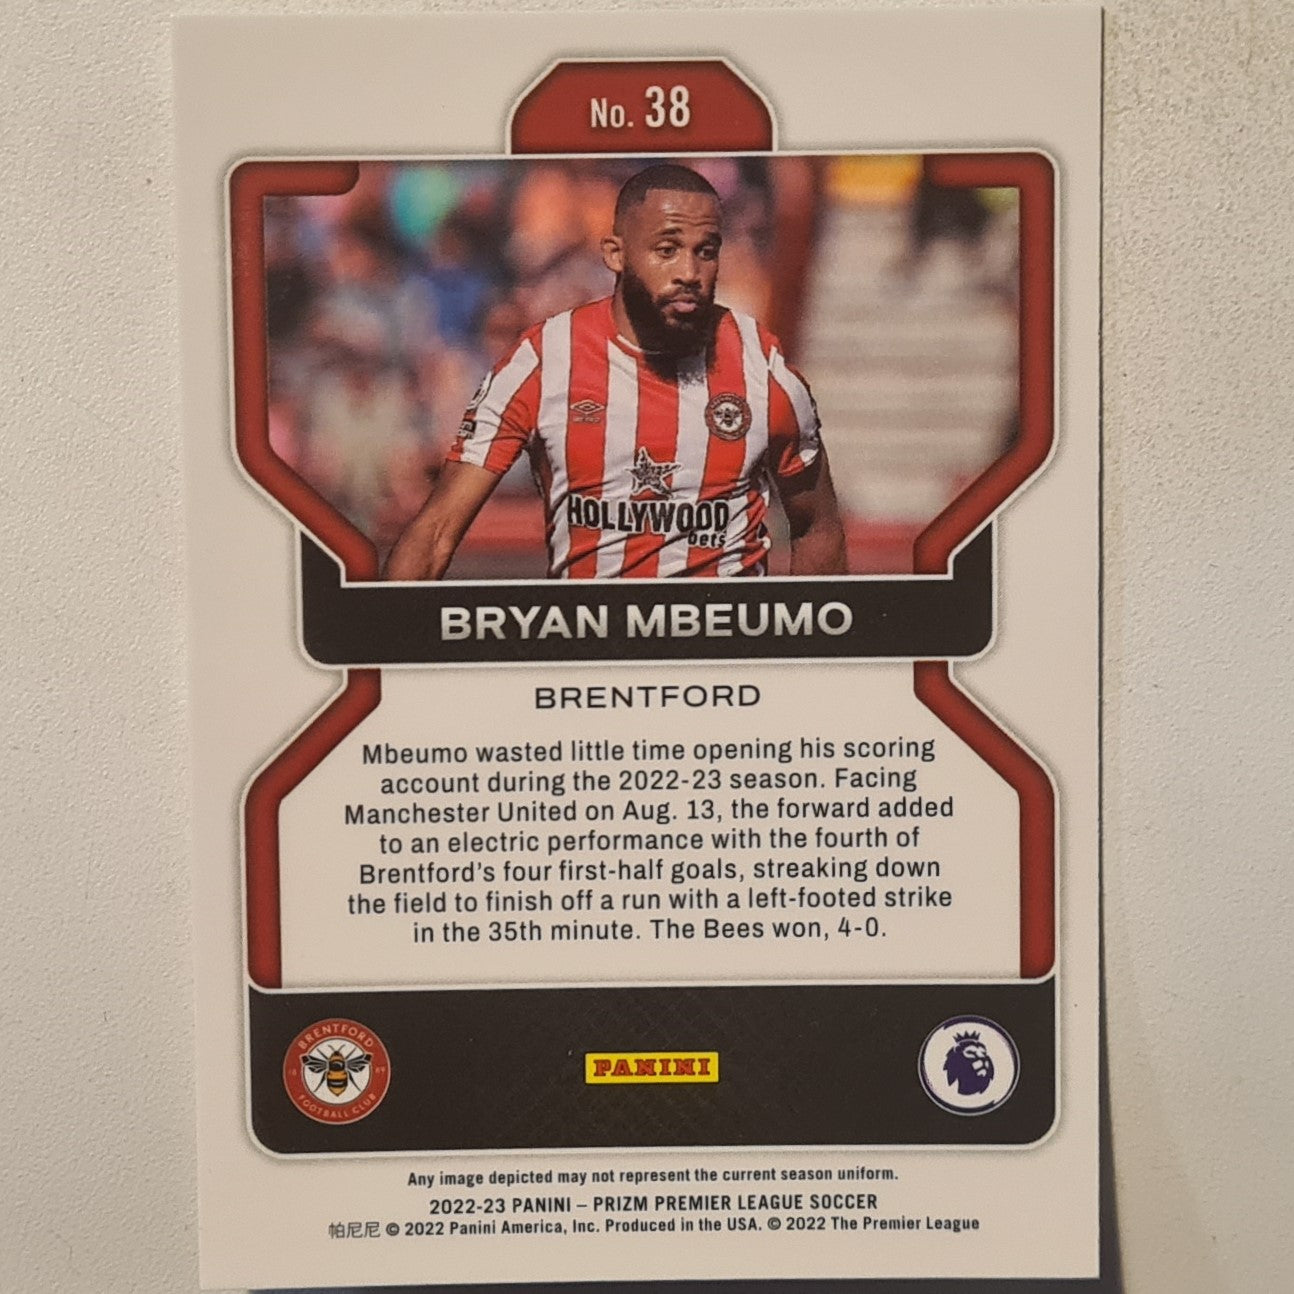 No. 38
HOLLYWOOD
bets
BRYAN MBEUMO
BRENTFORD
Mbeumo wasted little time opening his scoring
account during the 2022-23 season. Facing
Manchester United on Aug. 13, the forward added
to an electric performance with the fourth of
Brentford's four first-half goals, streaking down
the field to finish off a run with a left-footed strike
in the 35th minute. The Bees won, 4-0.
BRENTFORD
18 89
FOOTBALL CLUB
PANINI
Any image depicted may not represent the current season uniform.
2022-23 PANINI – PRIZM PREMIER LEAGUE SOCCER
帕尼尼 © 2022 Panini America, Inc. Produced in the USA. © 2022 The Premier League